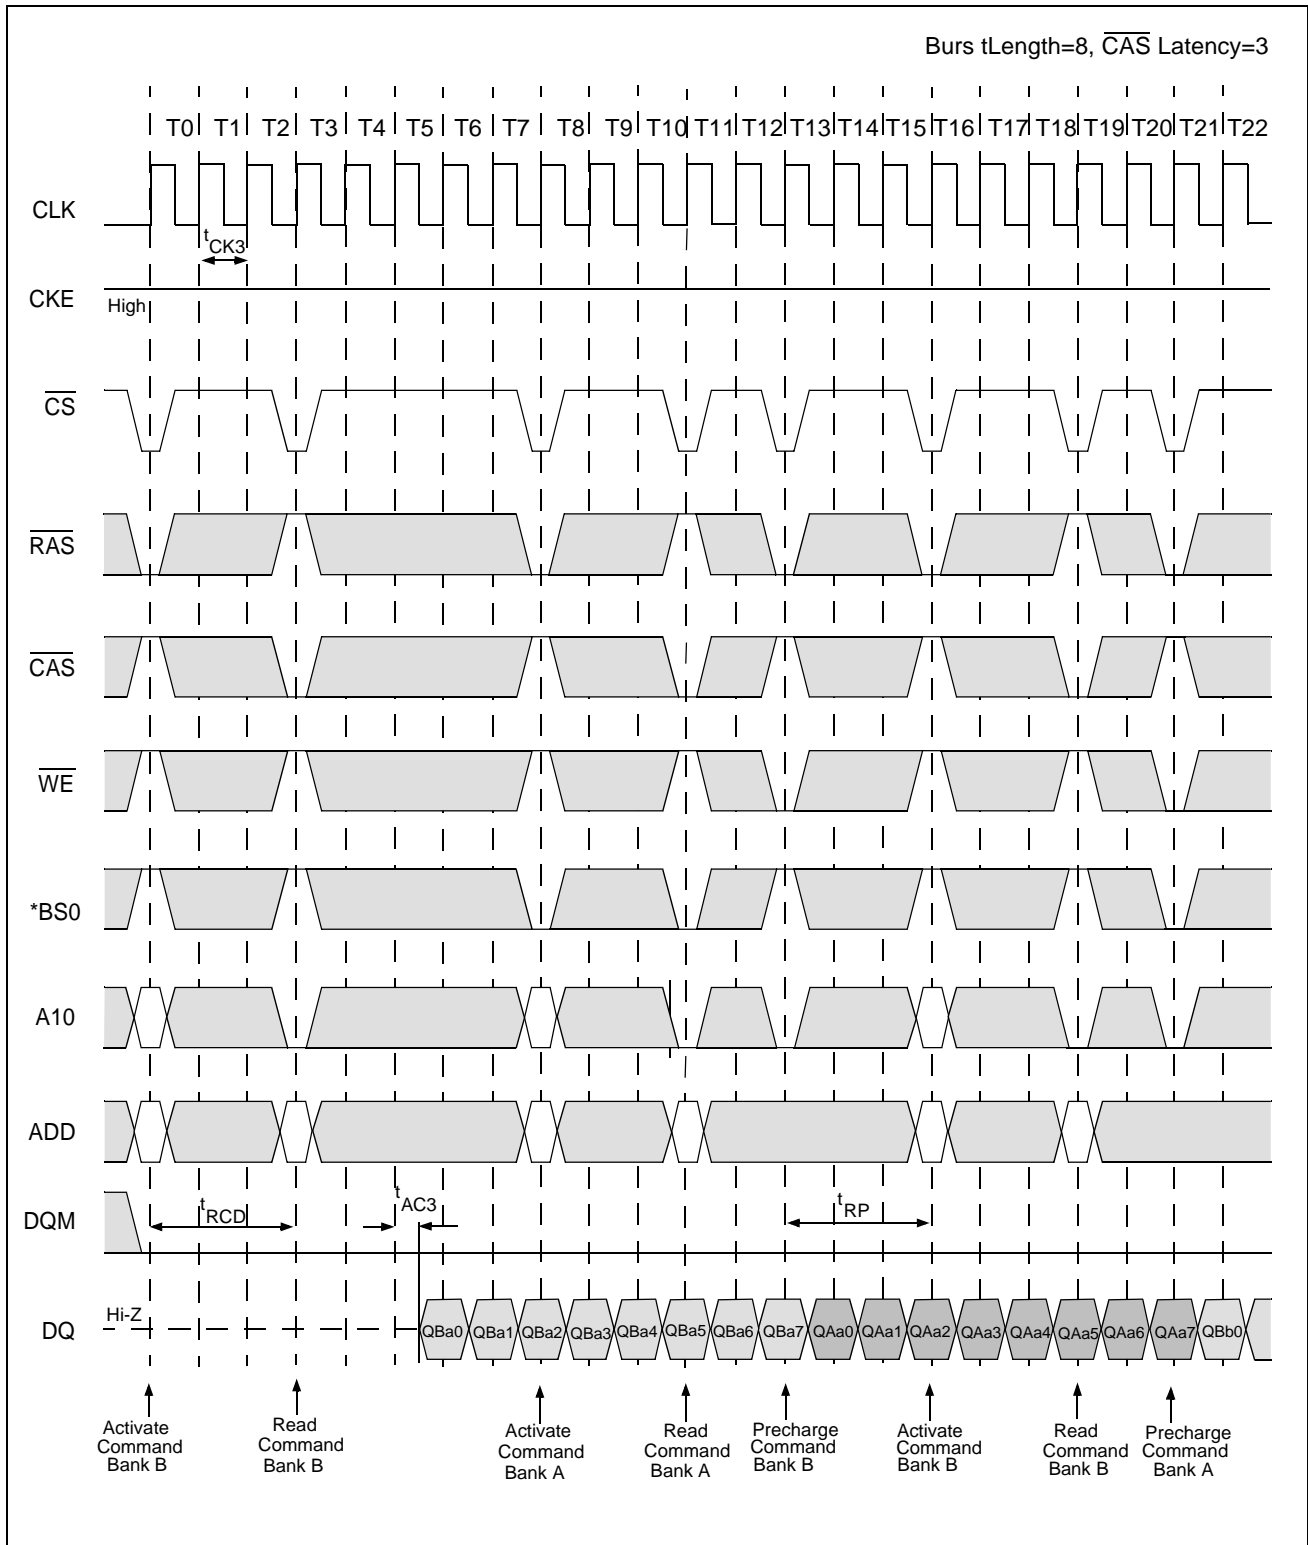 Burs tLength=8, CAS Latency=3
T0 T1 T2 T3 T4 T5 T6 T7 T8 T9 T10 T11 T12 T13 T14 T15 T16 T17 T18 T19 T20 T21 T22
CLK
tCK3
CKE
High
CS
RAS
CAS
WE
*BS0
A10
ADD
DQM
tRCD
tAC3
tRP
DQ
Hi-Z
QBa0 QBa1 QBa2 QBa3 QBa4 QBa5 QBa6 QBa7 QAa0 QAa1 QAa2 QAa3 QAa4 QAa5 QAa6 QAa7 QBb0
Activate
Command
Bank B
Read
Command
Bank B
Activate
Command
Bank A
Read
Command
Bank A
Precharge
Command
Bank B
Activate
Command
Bank B
Read
Command
Bank B
Precharge
Command
Bank A